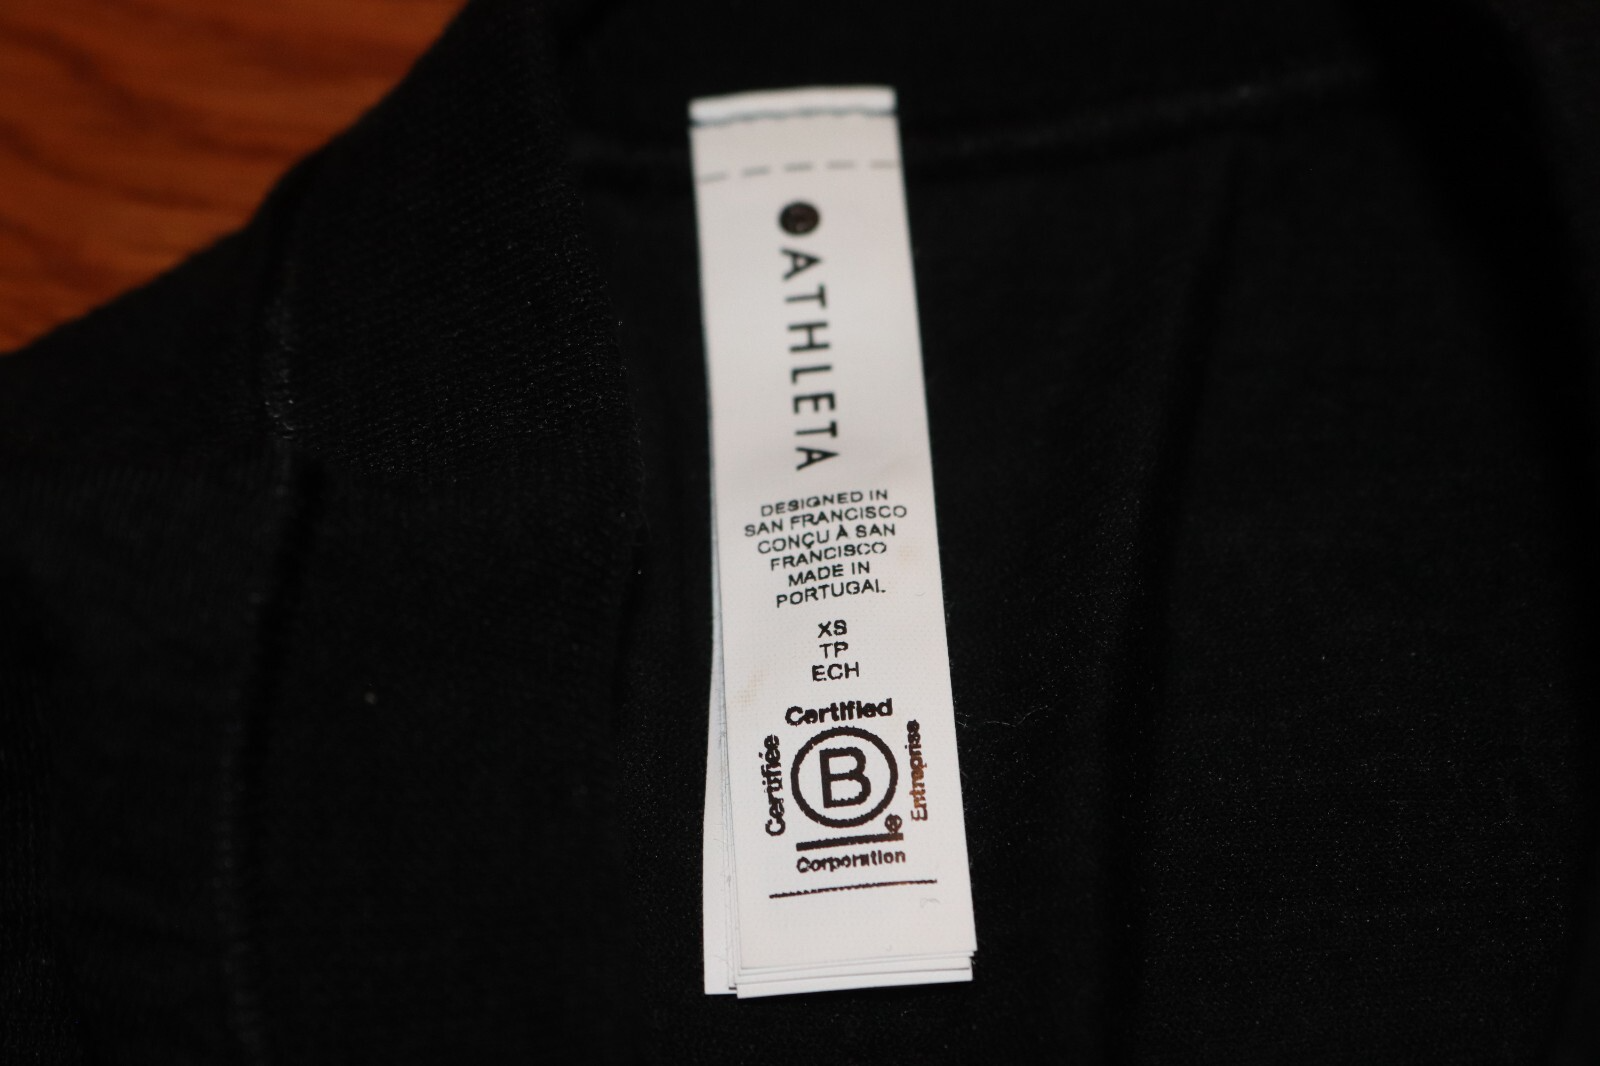 ATHLETA
DESIGNED IN
SAN FRANCISCO
CONÇU À SAN
FRANCISCO
MADE IN
PORTUGAL
XS
TP
ECH
Certified
Certifiée
B
®
Entreprise
Corporation